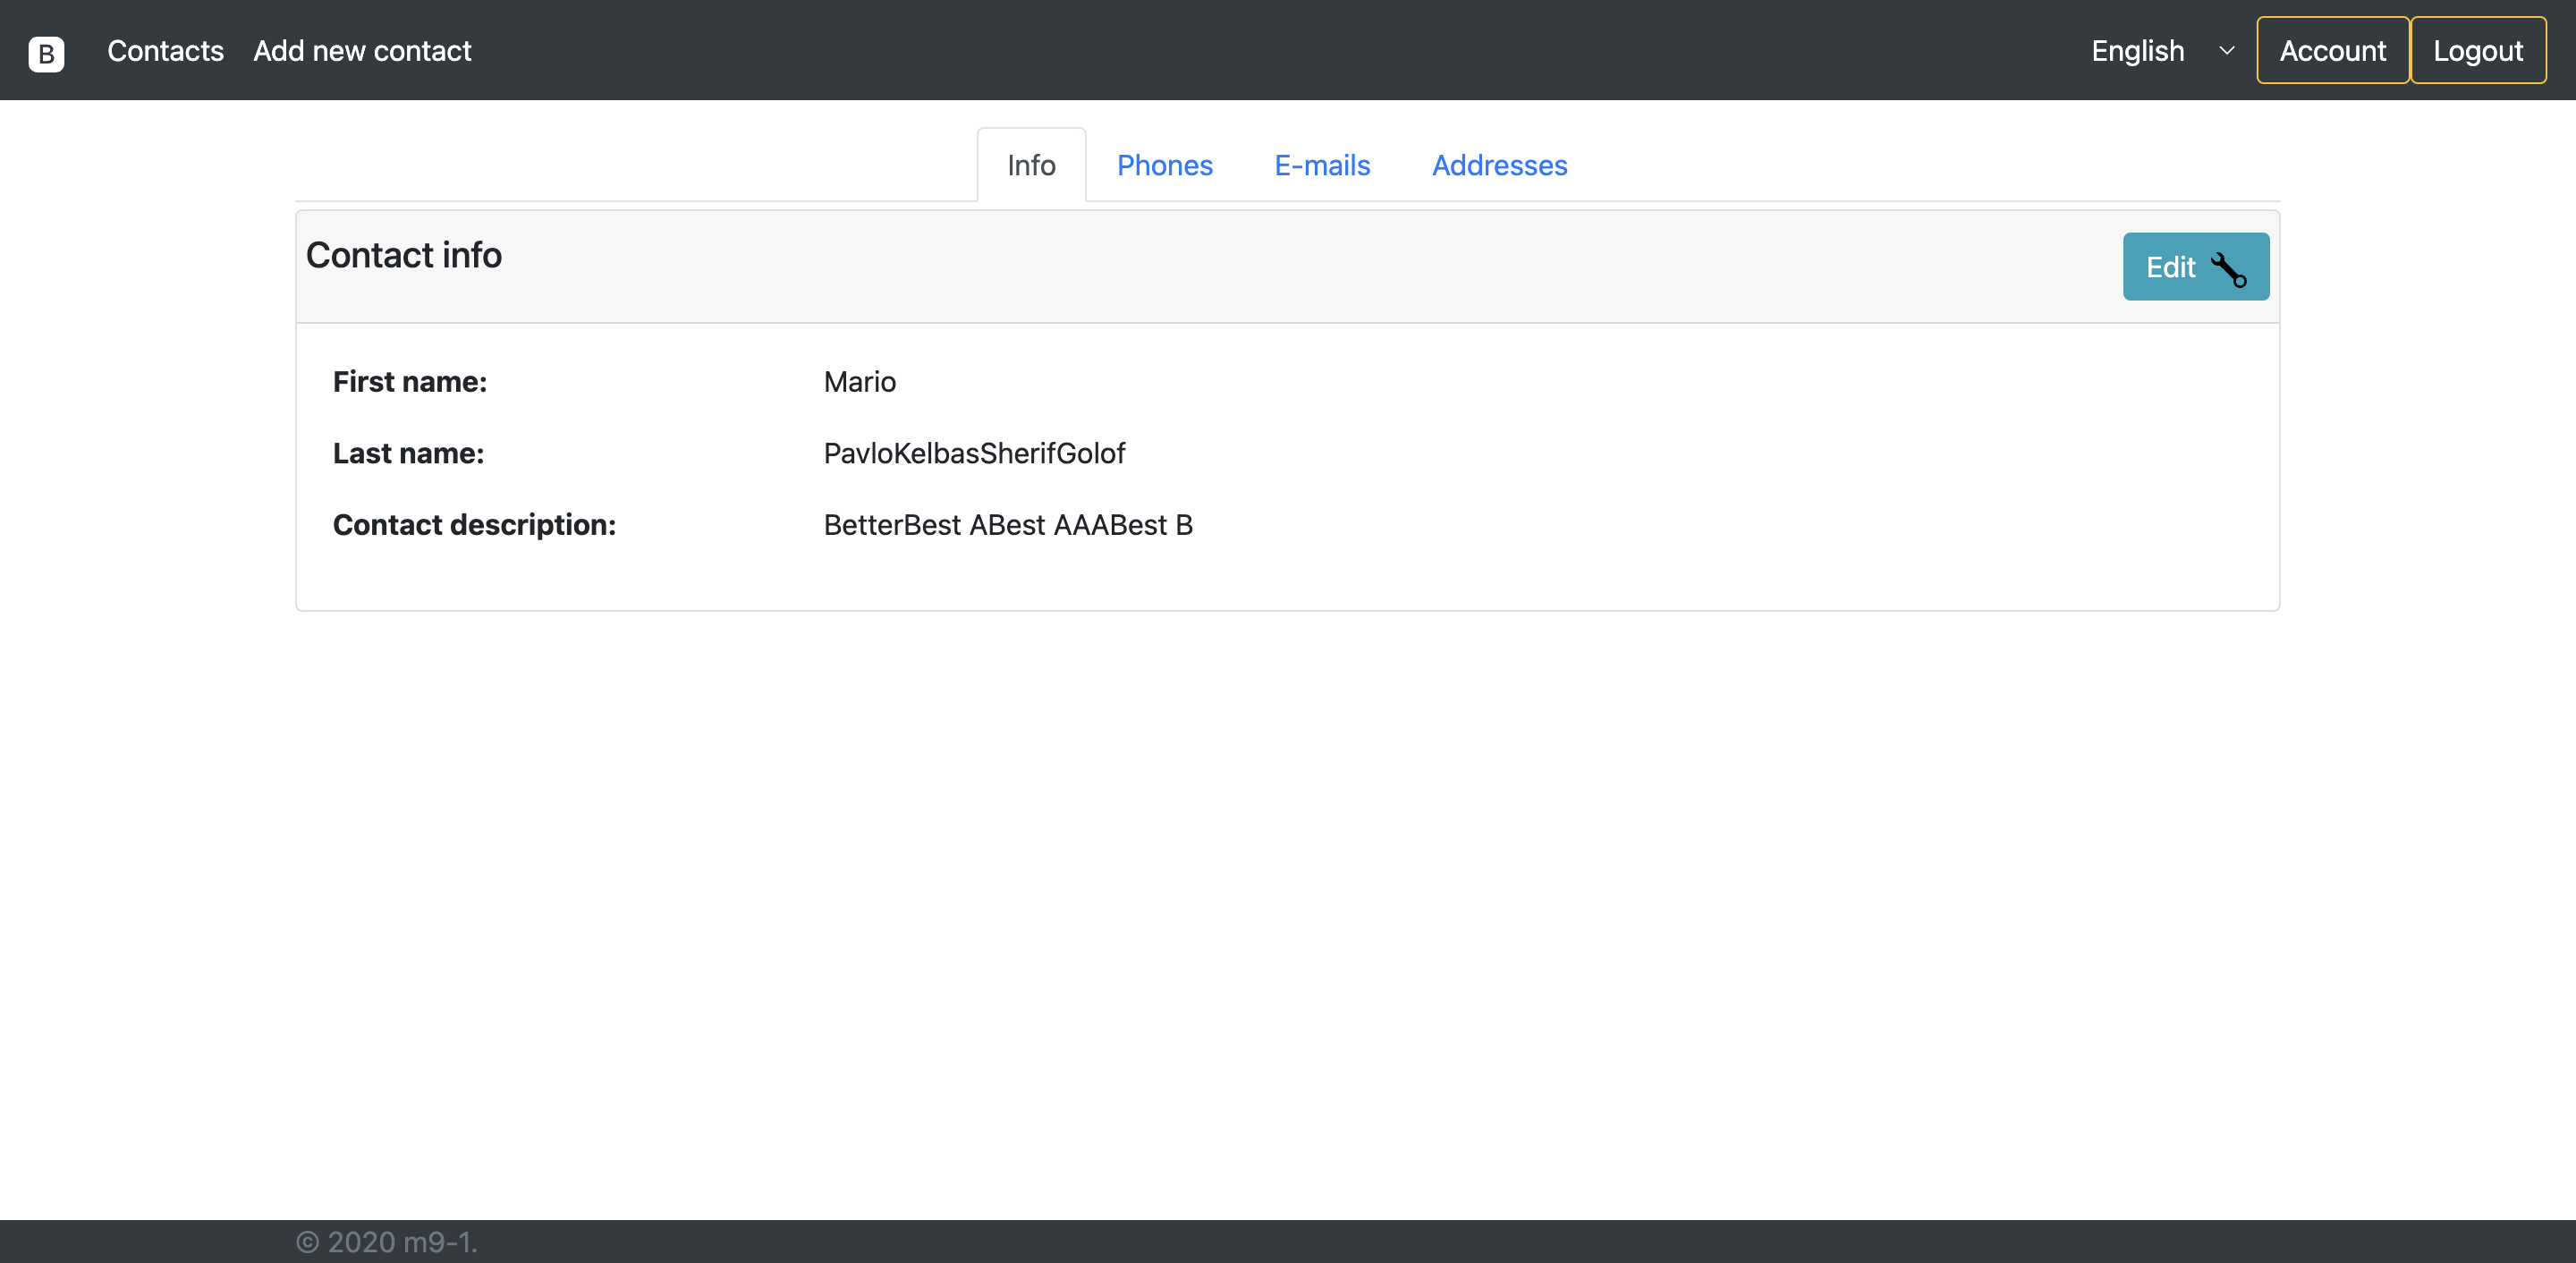 B Contacts Add new contact English Account Logout
Info Phones E-mails Addresses
Contact info Edit
First name: Mario
Last name: PavloKelbasSherifGolof
Contact description: BetterBest ABest AAABest B
© 2020 m9-1.